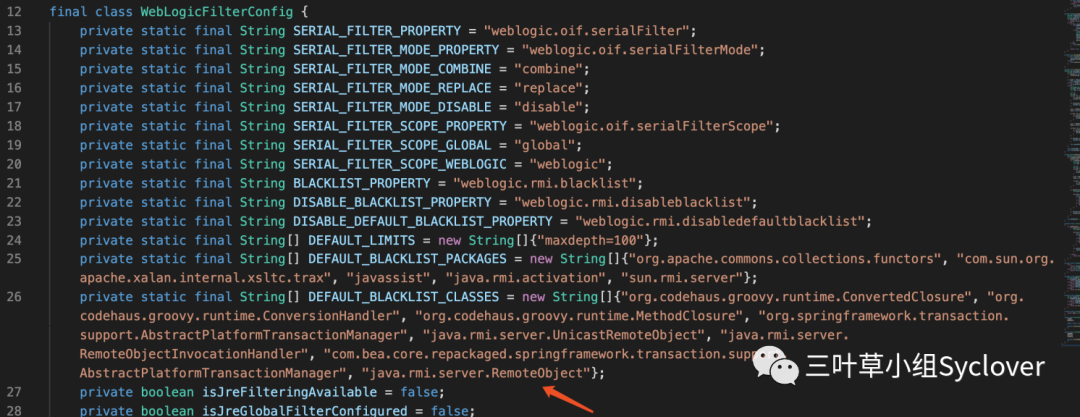 12 final class WebLogicFilterConfig {
13 private static final String SERIAL_FILTER_PROPERTY = "weblogic.oif.serialFilter";
14 private static final String SERIAL_FILTER_MODE_PROPERTY = "weblogic.oif.serialFilterMode";
15 private static final String SERIAL_FILTER_MODE_COMBINE = "combine";
16 private static final String SERIAL_FILTER_MODE_REPLACE = "replace";
17 private static final String SERIAL_FILTER_MODE_DISABLE = "disable";
18 private static final String SERIAL_FILTER_SCOPE_PROPERTY = "weblogic.oif.serialFilterScope";
19 private static final String SERIAL_FILTER_SCOPE_GLOBAL = "global";
20 private static final String SERIAL_FILTER_SCOPE_WEBLOGIC = "weblogic";
21 private static final String BLACKLIST_PROPERTY = "weblogic.rmi.blacklist";
22 private static final String DISABLE_BLACKLIST_PROPERTY = "weblogic.rmi.disableblacklist";
23 private static final String DISABLE_DEFAULT_BLACKLIST_PROPERTY = "weblogic.rmi.disabledefaultblacklist";
24 private static final String[] DEFAULT_LIMITS = new String[]{"maxdepth=100"};
25 private static final String[] DEFAULT_BLACKLIST_PACKAGES = new String[]{"org.apache.commons.collections.functors", "com.sun.org.
apache.xalan.internal.xsltc.trax", "javassist", "java.rmi.activation", "sun.rmi.server"};
26 private static final String[] DEFAULT_BLACKLIST_CLASSES = new String[]{"org.codehaus.groovy.runtime.ConvertedClosure", "org.
codehaus.groovy.runtime.ConversionHandler", "org.codehaus.groovy.runtime.MethodClosure", "org.springframework.transaction.
support.AbstractPlatformTransactionManager", "java.rmi.server.UnicastRemoteObject", "java.rmi.server.
RemoteObjectInvocationHandler", "com.bea.core.repackaged.springframework.transaction.supp
AbstractPlatformTransactionManager", "java.rmi.server.RemoteObject"};
三叶草小组Syclover
27 private boolean isJreFilteringAvailable = false;
28 private boolean isJreGlobalFilterConfigured = false;